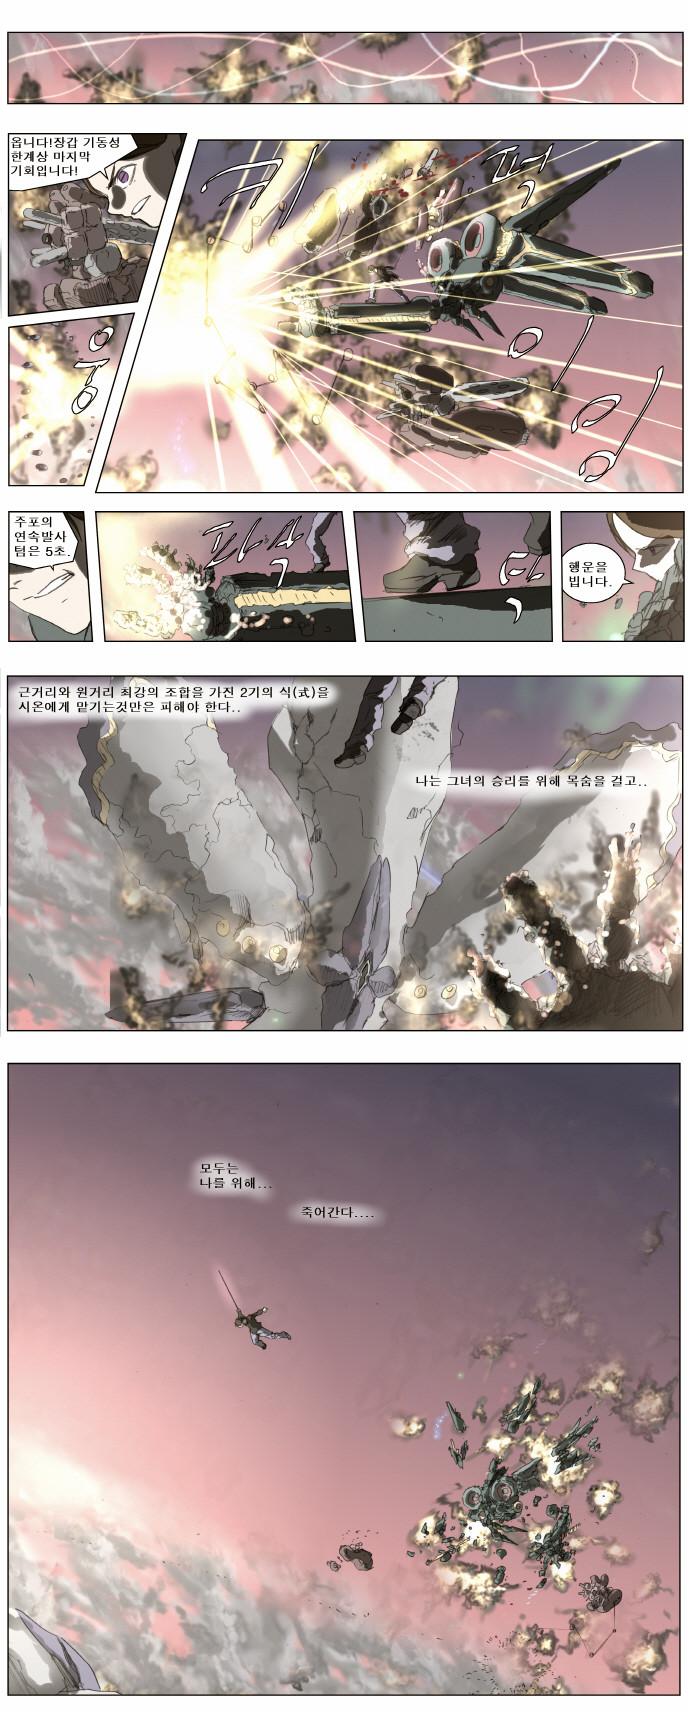 옵니다!장갑 기동성
한계상 마지막
기회입니다!
키
이
퍽
잉
웅
주포의
연속발사
텀은 5초.
파
삭
탁
행운을
빕니다.
근거리와 원거리 최강의 조합을 가진 2기의 식(式)을
시온에게 맡기는것만은 피해야 한다..
나는 그녀의 승리를 위해 목숨을 걸고..
모두는
나를 위해...
죽어간다....